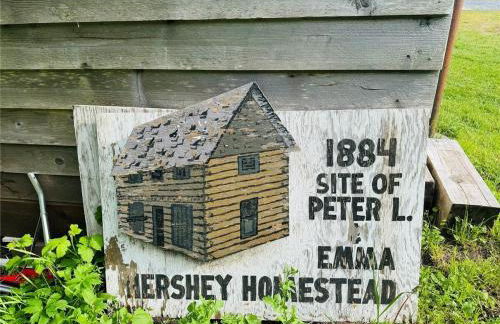 1884
SITE OF
PETER L.
& EMMA
HERSHEY HOMESTEAD